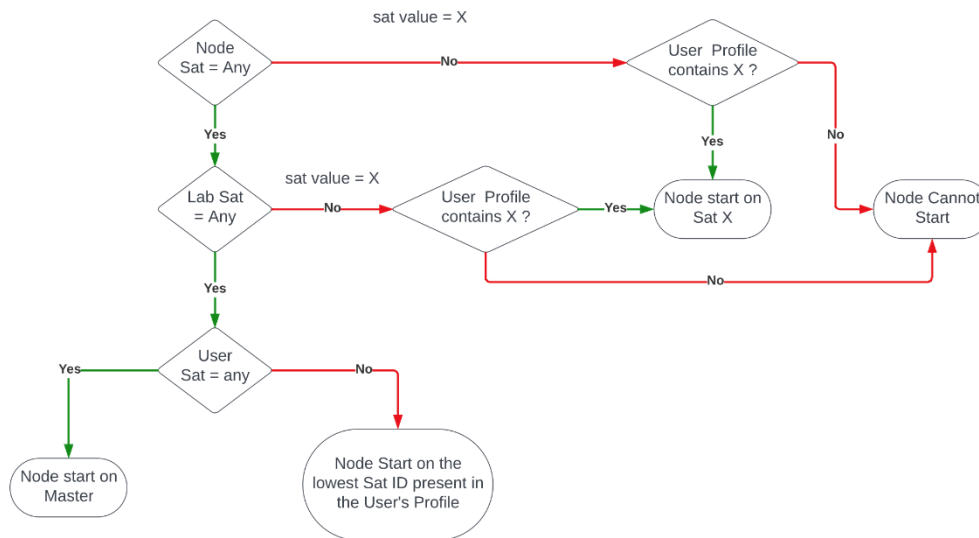 sat value = X
Node
Sat = Any
No
User Profile
contains X ?
Yes
Yes
No
Lab Sat
= Any
sat value = X
No
User Profile
contains X ?
Yes
Node start on
Sat X
Node Cannot
Start
Yes
No
User
Sat = any
Yes
No
Node start on
Master
Node Start on the
lowest Sat ID present in
the User's Profile